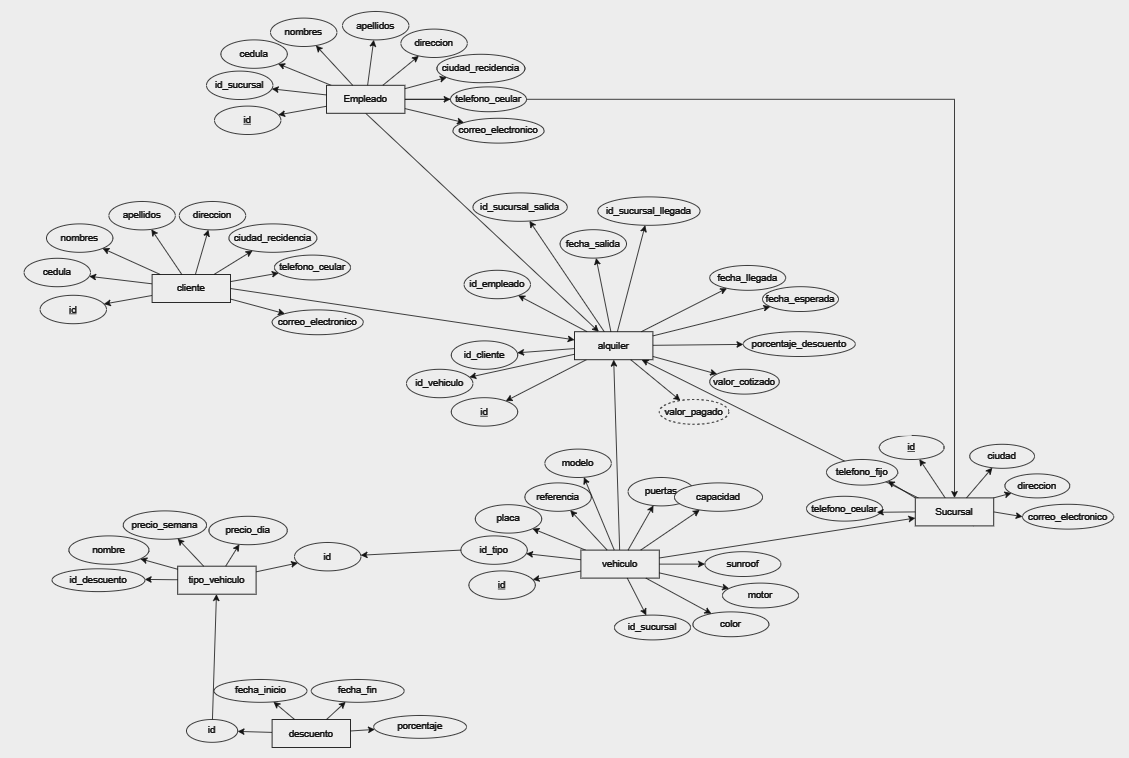 apellidos
nombres
direccion
cedula
ciudad_recidencia
id_sucursal
Empleado
telefono_ceular
id
correo_electronico
id_sucursal_salida
id_sucursal_llegada
apellidos
direccion
nombres
ciudad_recidencia
fecha_salida
cedula
telefono_ceular
fecha_llegada
id_empleado
cliente
fecha_esperada
id
correo_electronico
alquiler
porcentaje_descuento
id_cliente
id_vehiculo
valor_cotizado
id
valor_pagado
id
ciudad
modelo
telefono_fijo
direccion
referencia
puertas
capacidad
telefono_ceular
Sucursal
correo_electronico
placa
precio_semana
precio_dia
nombre
id
id_tipo
vehiculo
sunroof
id_descuento
tipo_vehiculo
id
motor
id_sucursal
color
fecha_inicio
fecha_fin
id
descuento
porcentaje